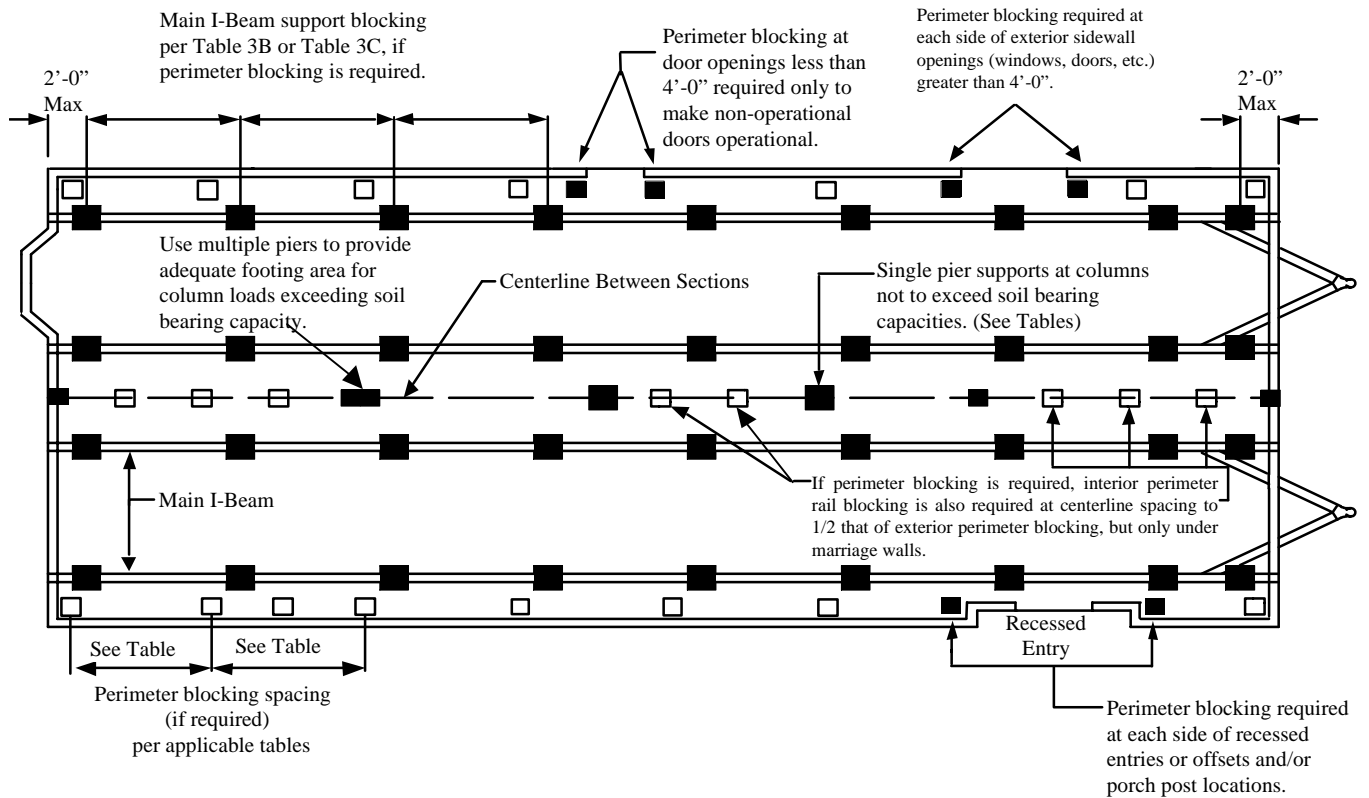 Main I-Beam support blocking
per Table 3B or Table 3C, if
perimeter blocking is required.
2’-0”
Max
Perimeter blocking at
door openings less than
4’-0” required only to
make non-operational
doors operational.
Perimeter blocking required at
each side of exterior sidewall
openings (windows, doors, etc.)
greater than 4’-0”.
2’-0”
Max
Use multiple piers to provide
adequate footing area for
column loads exceeding soil
bearing capacity.
Centerline Between Sections
Single pier supports at columns
not to exceed soil bearing
capacities. (See Tables)
Main I-Beam
If perimeter blocking is required, interior perimeter
rail blocking is also required at centerline spacing to
1/2 that of exterior perimeter blocking, but only under
marriage walls.
See Table
See Table
Perimeter blocking spacing
(if required)
per applicable tables
Recessed
Entry
Perimeter blocking required
at each side of recessed
entries or offsets and/or
porch post locations.